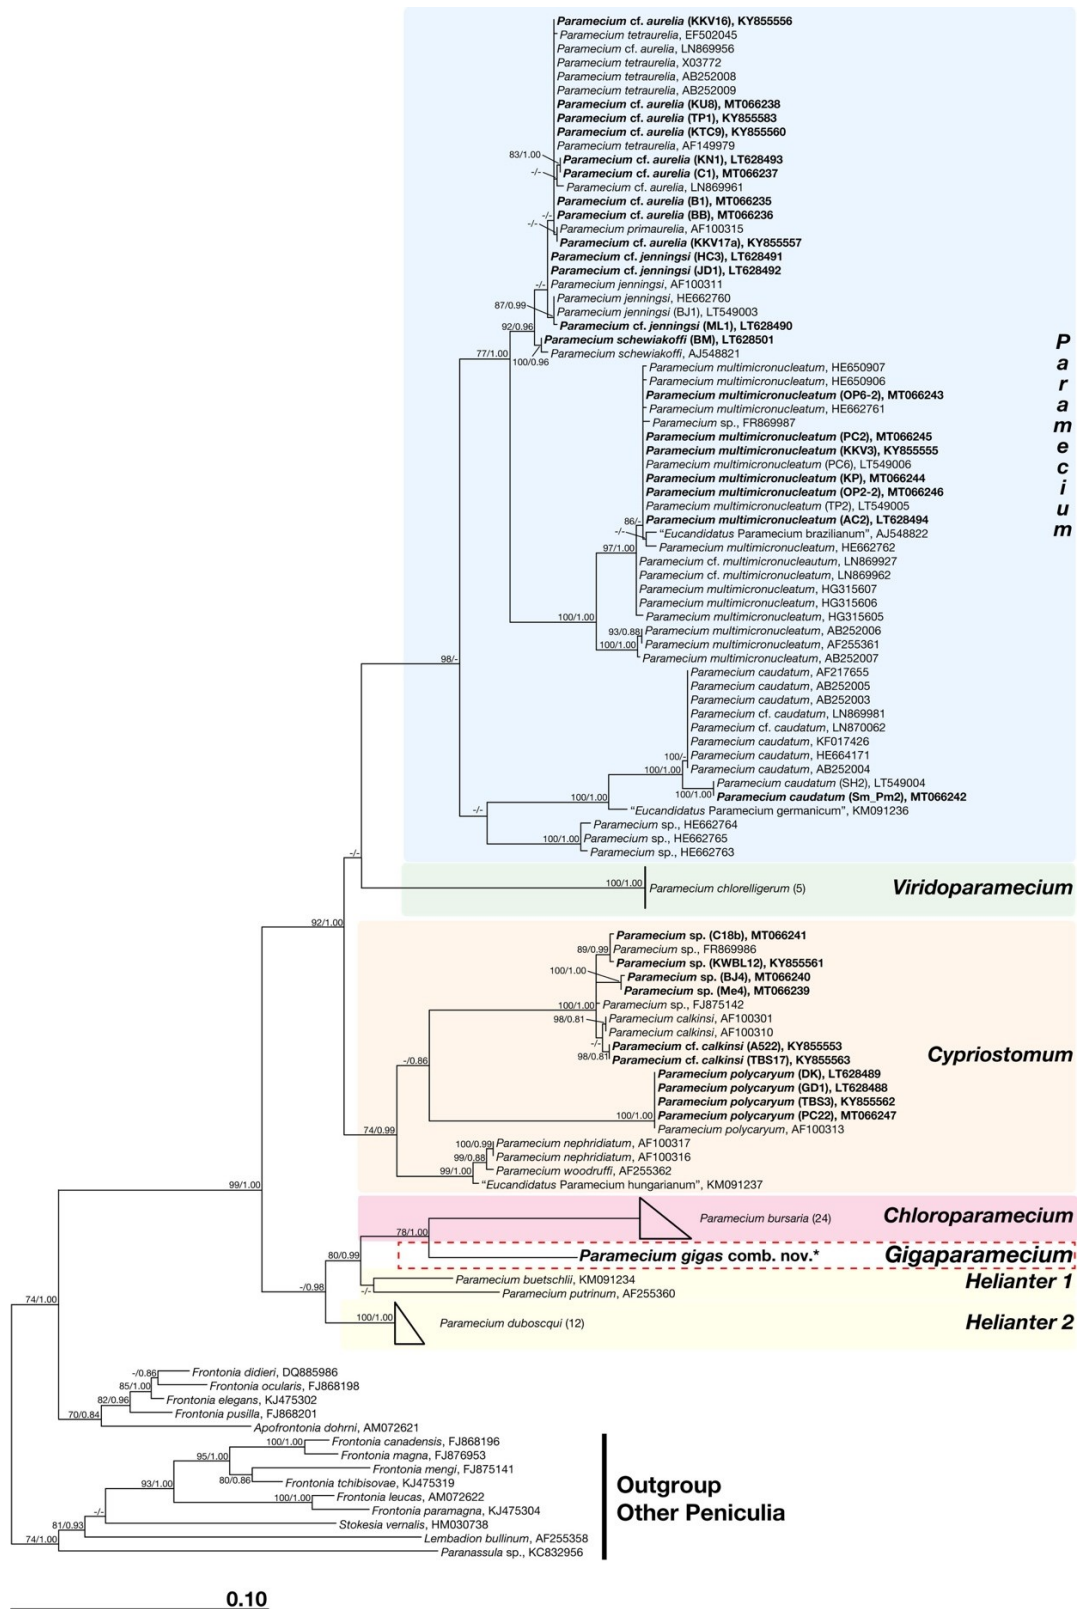 Paramecium cf. aurelia (KKV16), KY855556
Paramecium tetraurelia, EF502045
Paramecium cf. aurelia, LN869956
Paramecium tetraurelia, X03772
Paramecium tetraurelia, AB252008
Paramecium tetraurelia, AB252009
Paramecium cf. aurelia (KU8), MT066238
Paramecium cf. aurelia (TP1), KY855583
Paramecium cf. aurelia (KTC9), KY855560
Paramecium tetraurelia, AF149979
83/1.00
Paramecium cf. aurelia (KN1), LT628493
Paramecium cf. aurelia (C1), MT066237
-/-
Paramecium cf. aurelia, LN869961
Paramecium cf. aurelia (B1), MT066235
Paramecium cf. aurelia (BB), MT066236
-/-
-/-
Paramecium primaurelia, AF100315
Paramecium cf. aurelia (KKV17a), KY855557
Paramecium cf. jenningsi (HC3), LT628491
Paramecium cf. jenningsi (JD1), LT628492
-/-
Paramecium jenningsi, AF100311
Paramecium jenningsi, HE662760
87/0.99
Paramecium jenningsi (BJ1), LT549003
Paramecium cf. jenningsi (ML1), LT628490
92/0.96
Paramecium schewiakoffi (BM), LT628501
Paramecium schewiakoffi, AJ548821
100/0.96
77/1.00
Paramecium multimicronucleatum, HE650907
Paramecium multimicronucleatum, HE650906
Paramecium multimicronucleatum (OP6-2), MT066243
Paramecium multimicronucleatum, HE662761
Paramecium sp., FR869987
Paramecium multimicronucleatum (PC2), MT066245
Paramecium multimicronucleatum (KKV3), KY855555
Paramecium multimicronucleatum (PC6), LT549006
Paramecium multimicronucleatum (KP), MT066244
Paramecium multimicronucleatum (OP2-2), MT066246
Paramecium multimicronucleatum (TP2), LT549005
Paramecium multimicronucleatum (AC2), LT628494
86/-
-/-
"Eucandidatus Paramecium brazilianum", AJ548822
Paramecium multimicronucleatum, HE662762
97/1.00
Paramecium cf. multimicronucleautum, LN869927
Paramecium cf. multimicronucleatum, LN869962
Paramecium multimicronucleatum, HG315607
Paramecium multimicronucleatum, HG315606
Paramecium multimicronucleatum, HG315605
100/1.00
93/0.88
Paramecium multimicronucleatum, AB252006
Paramecium multimicronucleatum, AF255361
100/1.00
Paramecium multimicronucleatum, AB252007
98/-
Paramecium caudatum, AF217655
Paramecium caudatum, AB252005
Paramecium caudatum, AB252003
Paramecium cf. caudatum, LN869981
Paramecium cf. caudatum, LN870062
Paramecium caudatum, KF017426
Paramecium caudatum, HE664171
100/-
Paramecium caudatum, AB252004
100/1.00
Paramecium caudatum (SH2), LT549004
Paramecium caudatum (Sm_Pm2), MT066242
100/1.00
100/1.00
"Eucandidatus Paramecium germanicum", KM091236
-/-
Paramecium sp., HE662764
Paramecium sp., HE662765
100/1.00
Paramecium sp., HE662763
Paramecium
-/-
100/1.00
Paramecium chlorelligerum (5)
Viridoparamecium
92/1.00
Paramecium sp. (C18b), MT066241
89/0.99
Paramecium sp., FR869986
Paramecium sp. (KWBL12), KY855561
100/1.00
Paramecium sp. (BJ4), MT066240
Paramecium sp. (Me4), MT066239
100/1.00
Paramecium sp., FJ875142
98/0.81
Paramecium calkinsi, AF100301
Paramecium calkinsi, AF100310
-/-
Paramecium cf. calkinsi (A522), KY855553
98/0.81
Paramecium cf. calkinsi (TBS17), KY855563
-/0.86
Paramecium polycaryum (DK), LT628489
Paramecium polycaryum (GD1), LT628488
Paramecium polycaryum (TBS3), KY855562
Paramecium polycaryum (PC22), MT066247
100/1.00
Paramecium polycaryum, AF100313
74/0.99
100/0.99
Paramecium nephridiatum, AF100317
Paramecium nephridiatum, AF100316
99/0.88
Paramecium woodruffi, AF255362
99/1.00
"Eucandidatus Paramecium hungarianum", KM091237
Cypriostomum
99/1.00
Paramecium bursaria (24)
Chloroparamecium
78/1.00
Paramecium gigas comb. nov.*
Gigaparamecium
80/0.99
Paramecium buetschlii, KM091234
Helianter 1
-/0.98
-/-
Paramecium putrinum, AF255360
100/1.00
Paramecium duboscqui (12)
Helianter 2
74/1.00
-/0.86
Frontonia didieri, DQ885986
85/1.00
Frontonia ocularis, FJ868198
82/0.96
Frontonia elegans, KJ475302
Frontonia pusilla, FJ868201
70/0.84
Apofrontonia dohrni, AM072621
100/1.00
Frontonia canadensis, FJ868196
95/1.00
Frontonia magna, FJ876953
Frontonia mengi, FJ875141
80/0.86
Frontonia tchibisovae, KJ475319
93/1.00
Frontonia leucas, AM072622
100/1.00
Frontonia paramagna, KJ475304
-/-
Stokesia vernalis, HM030738
81/0.93
Lembadion bullinum, AF255358
74/1.00
Paranassula sp., KC832956
Outgroup
Other Peniculia
0.10